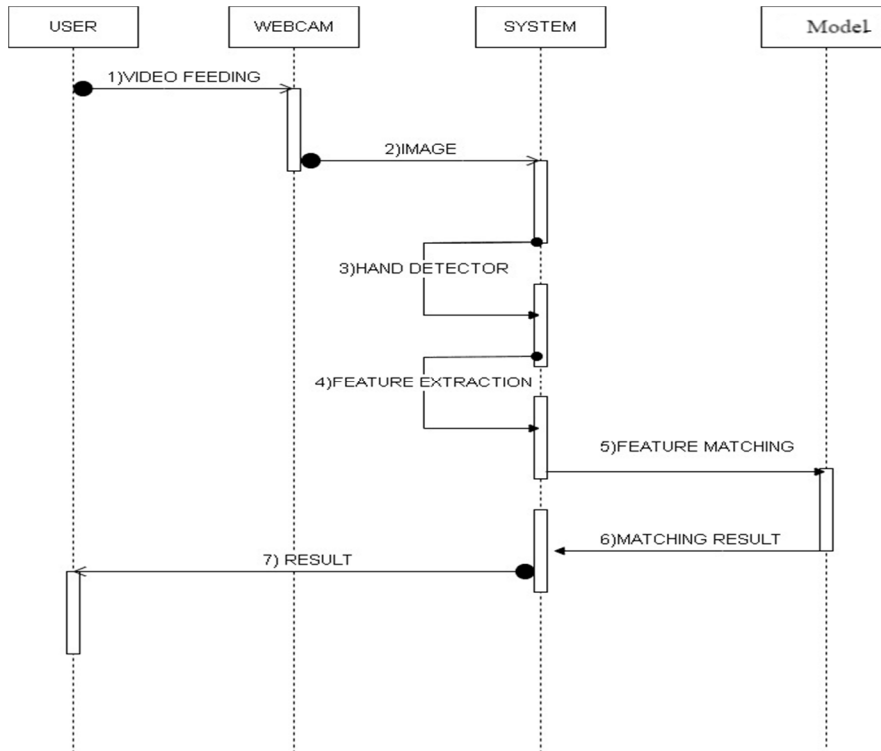 USER
WEBCAM
SYSTEM
Model
1)VIDEO FEEDING
2)IMAGE
3)HAND DETECTOR
4)FEATURE EXTRACTION
5)FEATURE MATCHING
6)MATCHING RESULT
7) RESULT